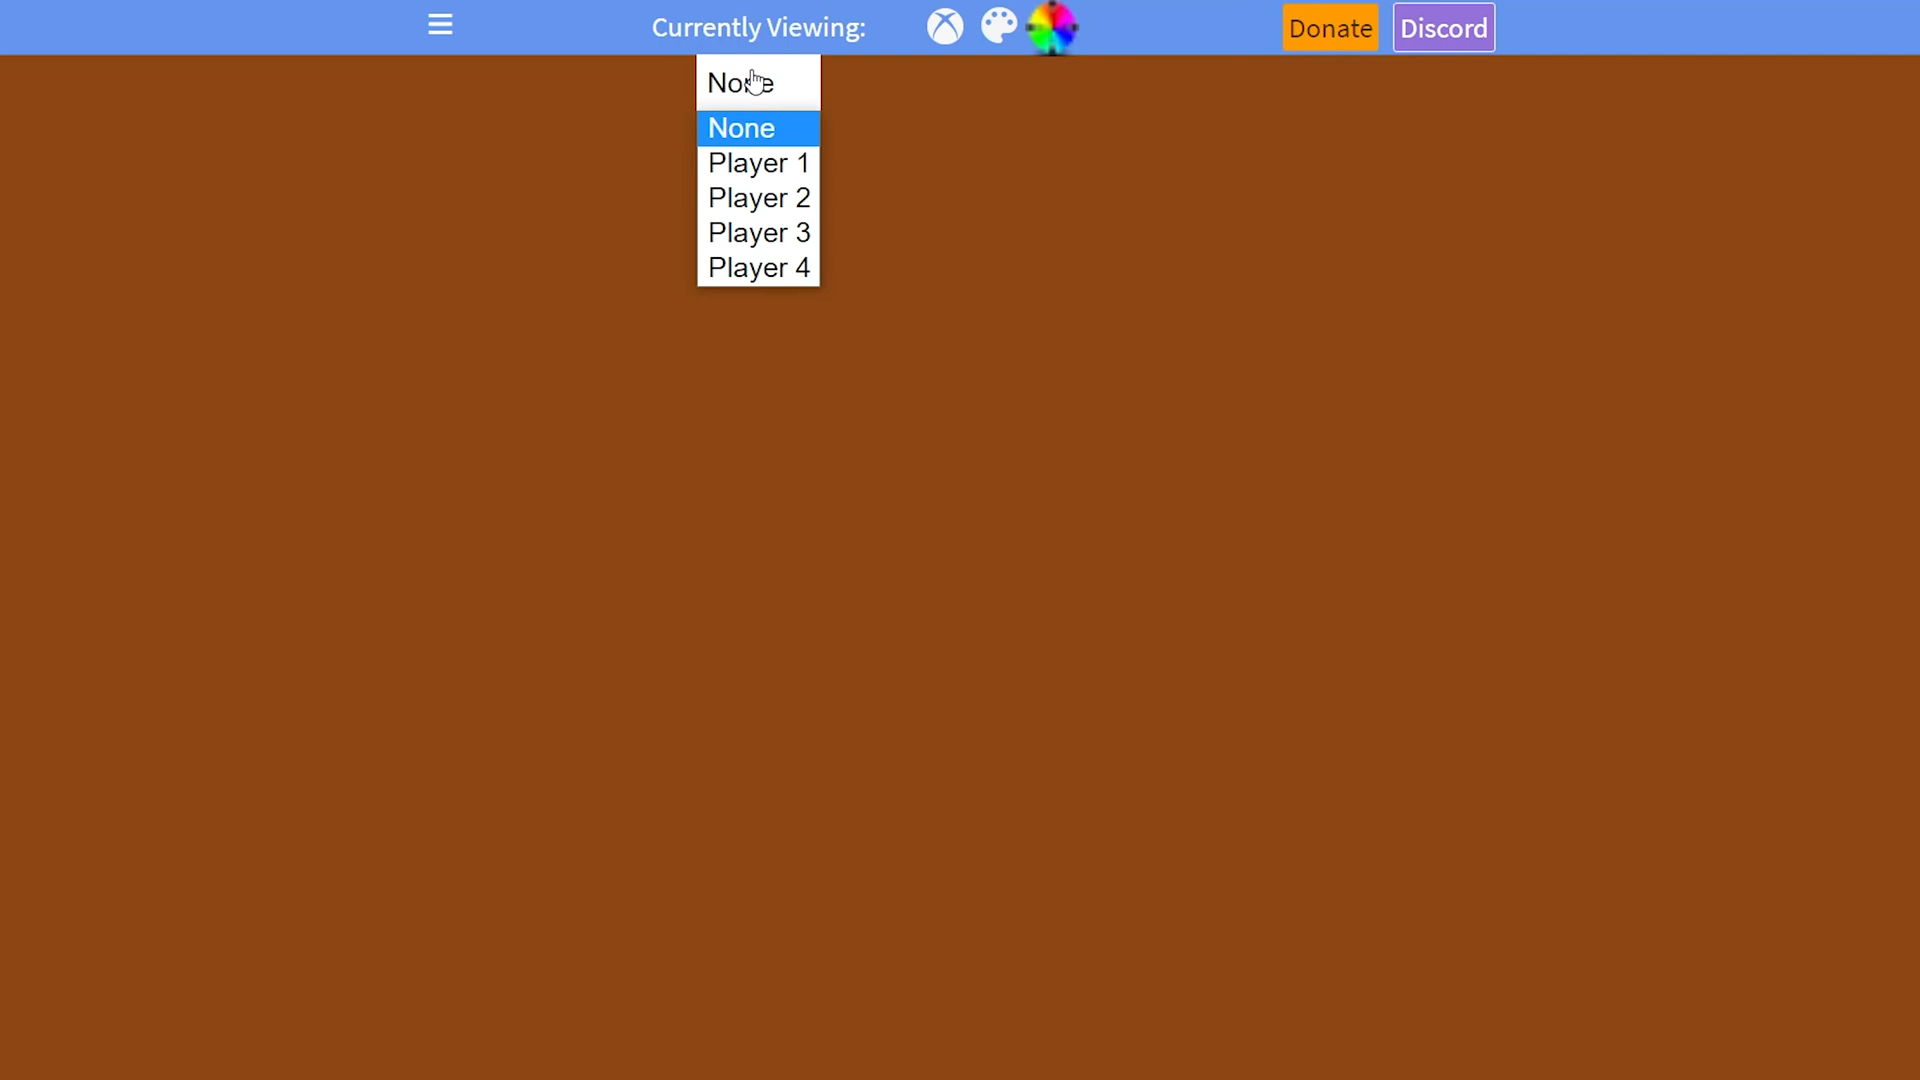 Currently Viewing:
Donate
Discord
None
None
Player 1
Player 2
Player 3
Player 4